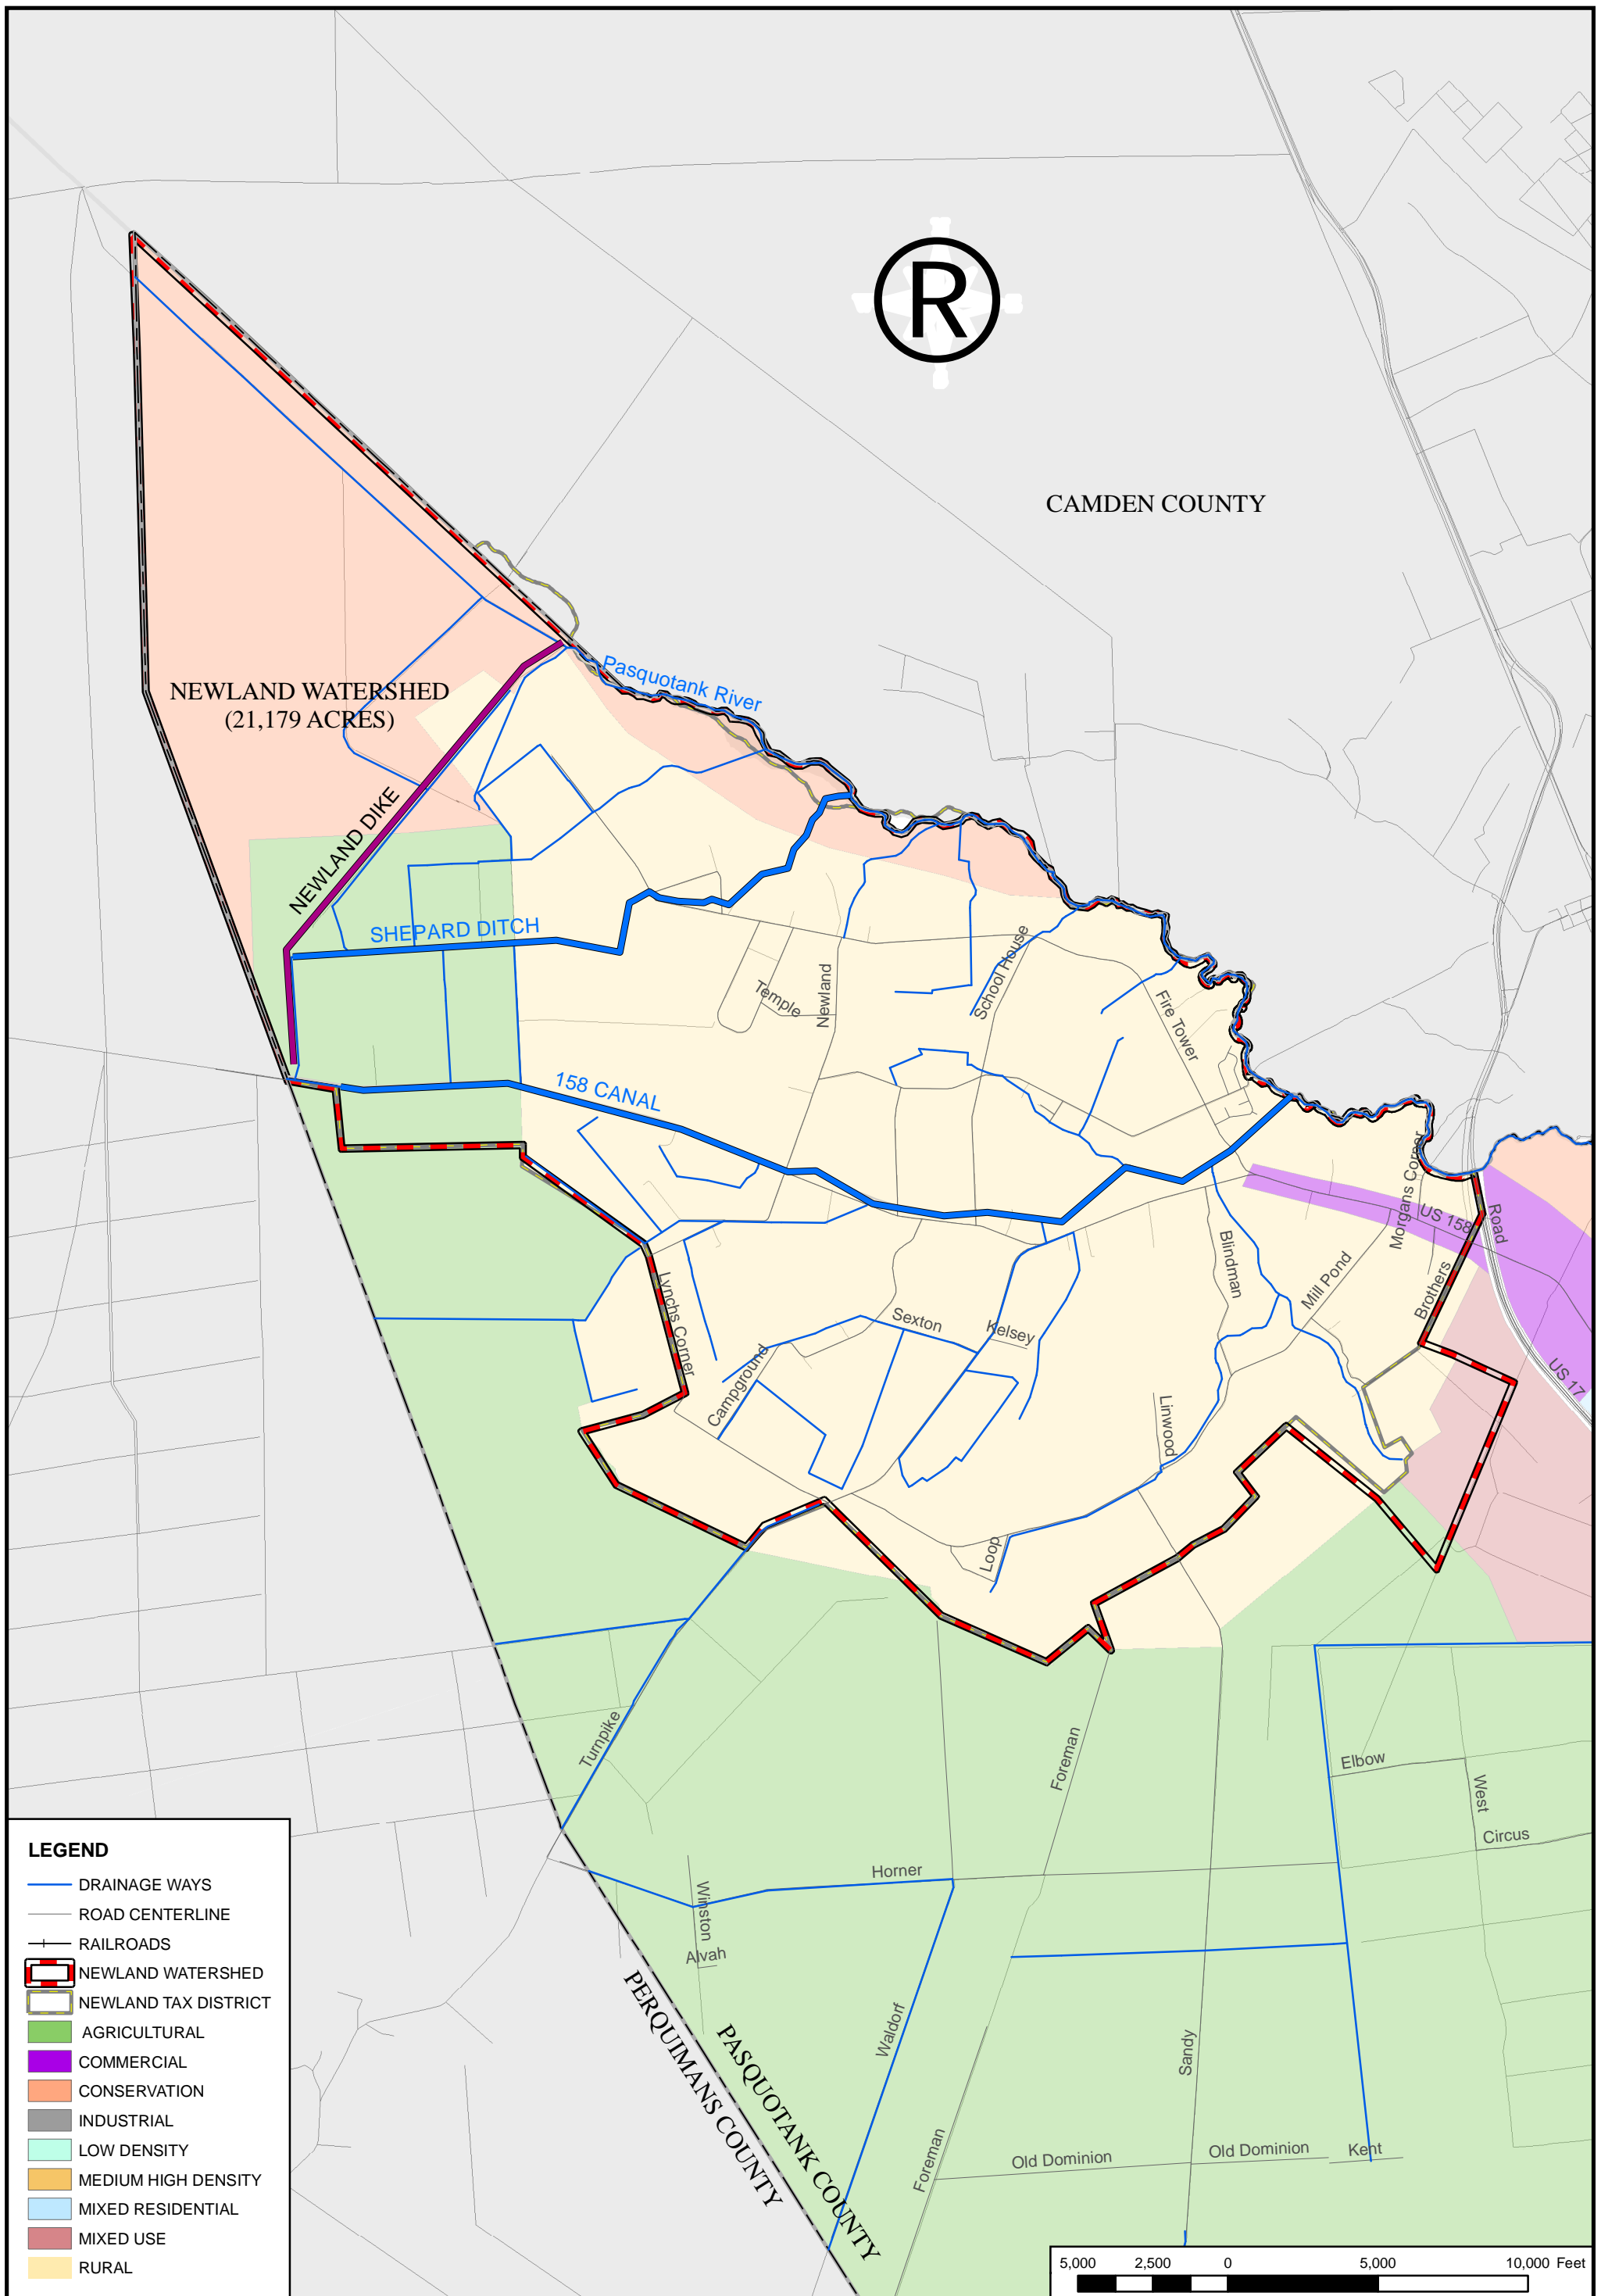 R
CAMDEN COUNTY
Pasquotank River
NEWLAND WATERSHED
(21,179 ACRES)
NEWLAND DIKE
SHEPARD DITCH
Temple
Newland
School House
Fire Tower
158 CANAL
Morgans Corner
US 158
Road
Blindman
Mill Pond
Brothers
Lynchs Corner
Sexton
Kelsey
Campground
US 17
Linwood
Loop
Turnpike
Foreman
Elbow
West
Circus
Horner
Winston
Alvah
PERQUIMANS COUNTY
PASQUOTANK COUNTY
Waldorf
Sandy
Foreman
Old Dominion
Old Dominion
Kent
LEGEND
DRAINAGE WAYS
ROAD CENTERLINE
RAILROADS
NEWLAND WATERSHED
NEWLAND TAX DISTRICT
AGRICULTURAL
COMMERCIAL
CONSERVATION
INDUSTRIAL
LOW DENSITY
MEDIUM HIGH DENSITY
MIXED RESIDENTIAL
MIXED USE
RURAL
5,000 2,500 0 5,000 10,000 Feet